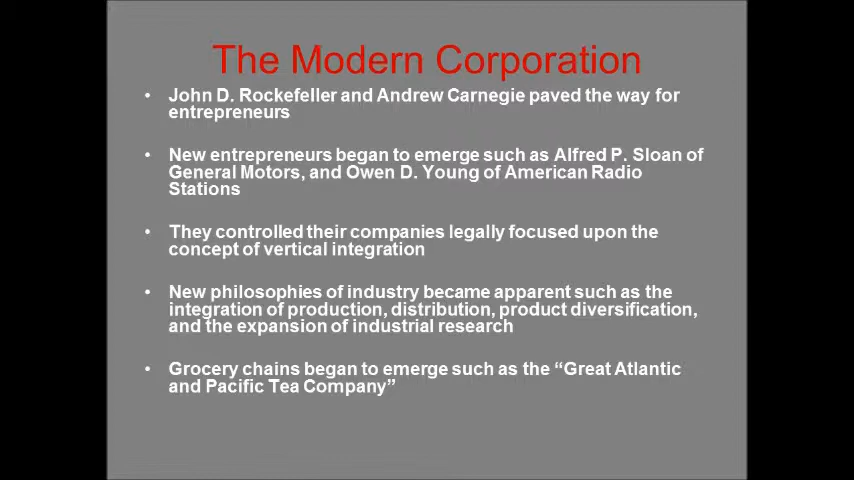 The Modern Corporation
• John D. Rockefeller and Andrew Carnegie paved the way for
entrepreneurs
• New entrepreneurs began to emerge such as Alfred P. Sloan of
General Motors, and Owen D. Young of American Radio
Stations
• They controlled their companies legally focused upon the
concept of vertical integration
• New philosophies of industry became apparent such as the
integration of production, distribution, product diversification,
and the expansion of industrial research
• Grocery chains began to emerge such as the “Great Atlantic
and Pacific Tea Company”